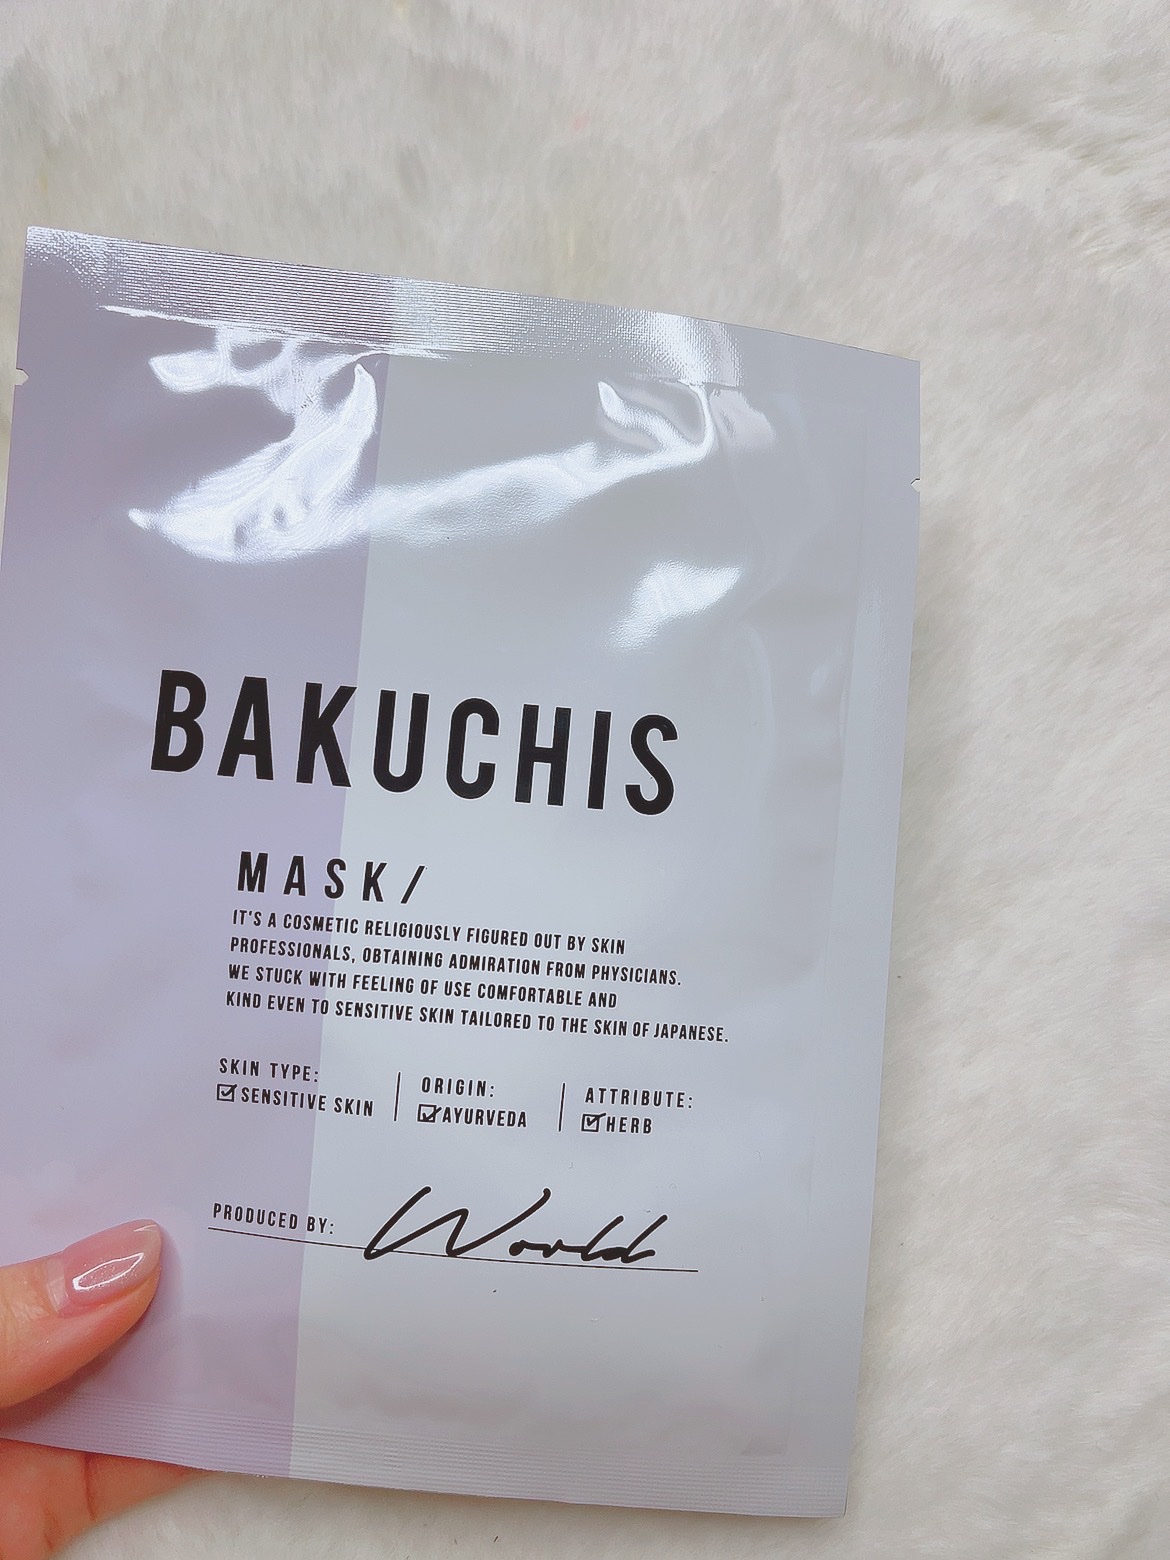 BAKUCHIS
MASK/
IT'S A COSMETIC RELIGIOUSLY FIGURED OUT BY SKIN
PROFESSIONALS, OBTAINING ADMIRATION FROM PHYSICIANS.
WE STUCK WITH FEELING OF USE COMFORTABLE AND
KIND EVEN TO SENSITIVE SKIN TAILORED TO THE SKIN OF JAPANESE.
SKIN TYPE: ORIGIN: ATTRIBUTE:
☑ SENSITIVE SKIN ☑ AYURVEDA ☑ HERB
PRODUCED BY: World